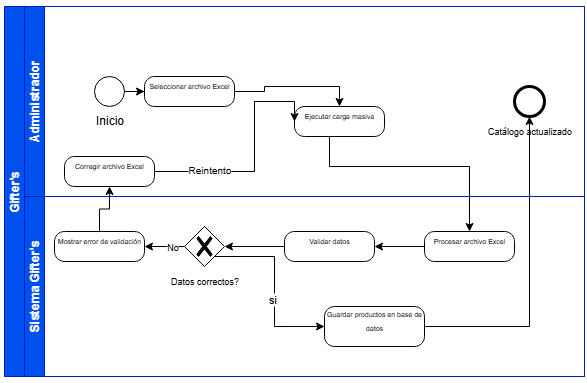 Gifter's
Administrador
Inicio
Seleccionar archivo Excel
Ejecutar carga masiva
Catálogo actualizado
Corregir archivo Excel
Reintento
Sistema Gifter's
Mostrar error de validación
No
Datos correctos?
Validar datos
Procesar archivo Excel
si
Guardar productos en base de
datos